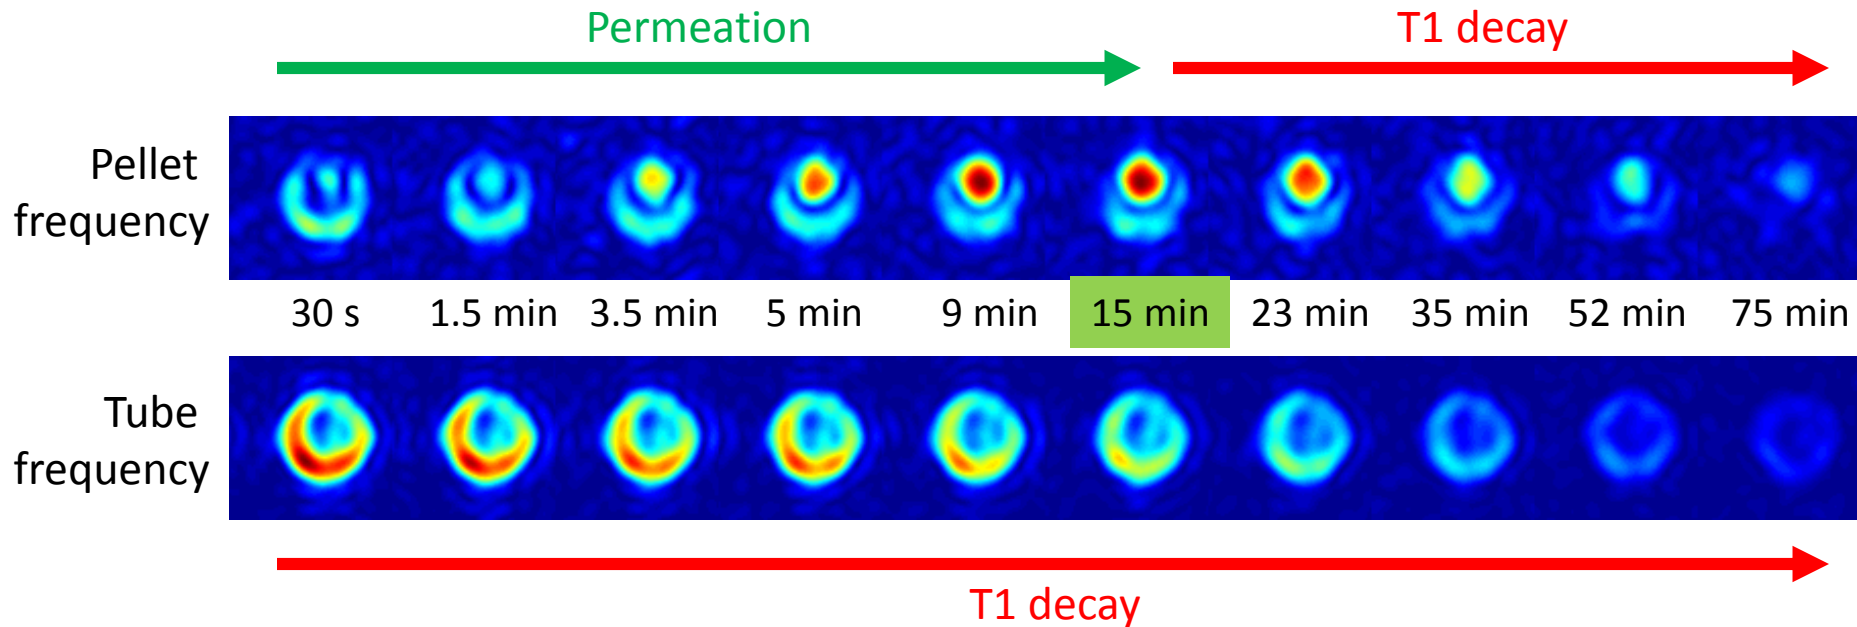 Permeation
T1 decay
Pellet
frequency
30 s 1.5 min 3.5 min 5 min 9 min 15 min 23 min 35 min 52 min 75 min
Tube
frequency
T1 decay